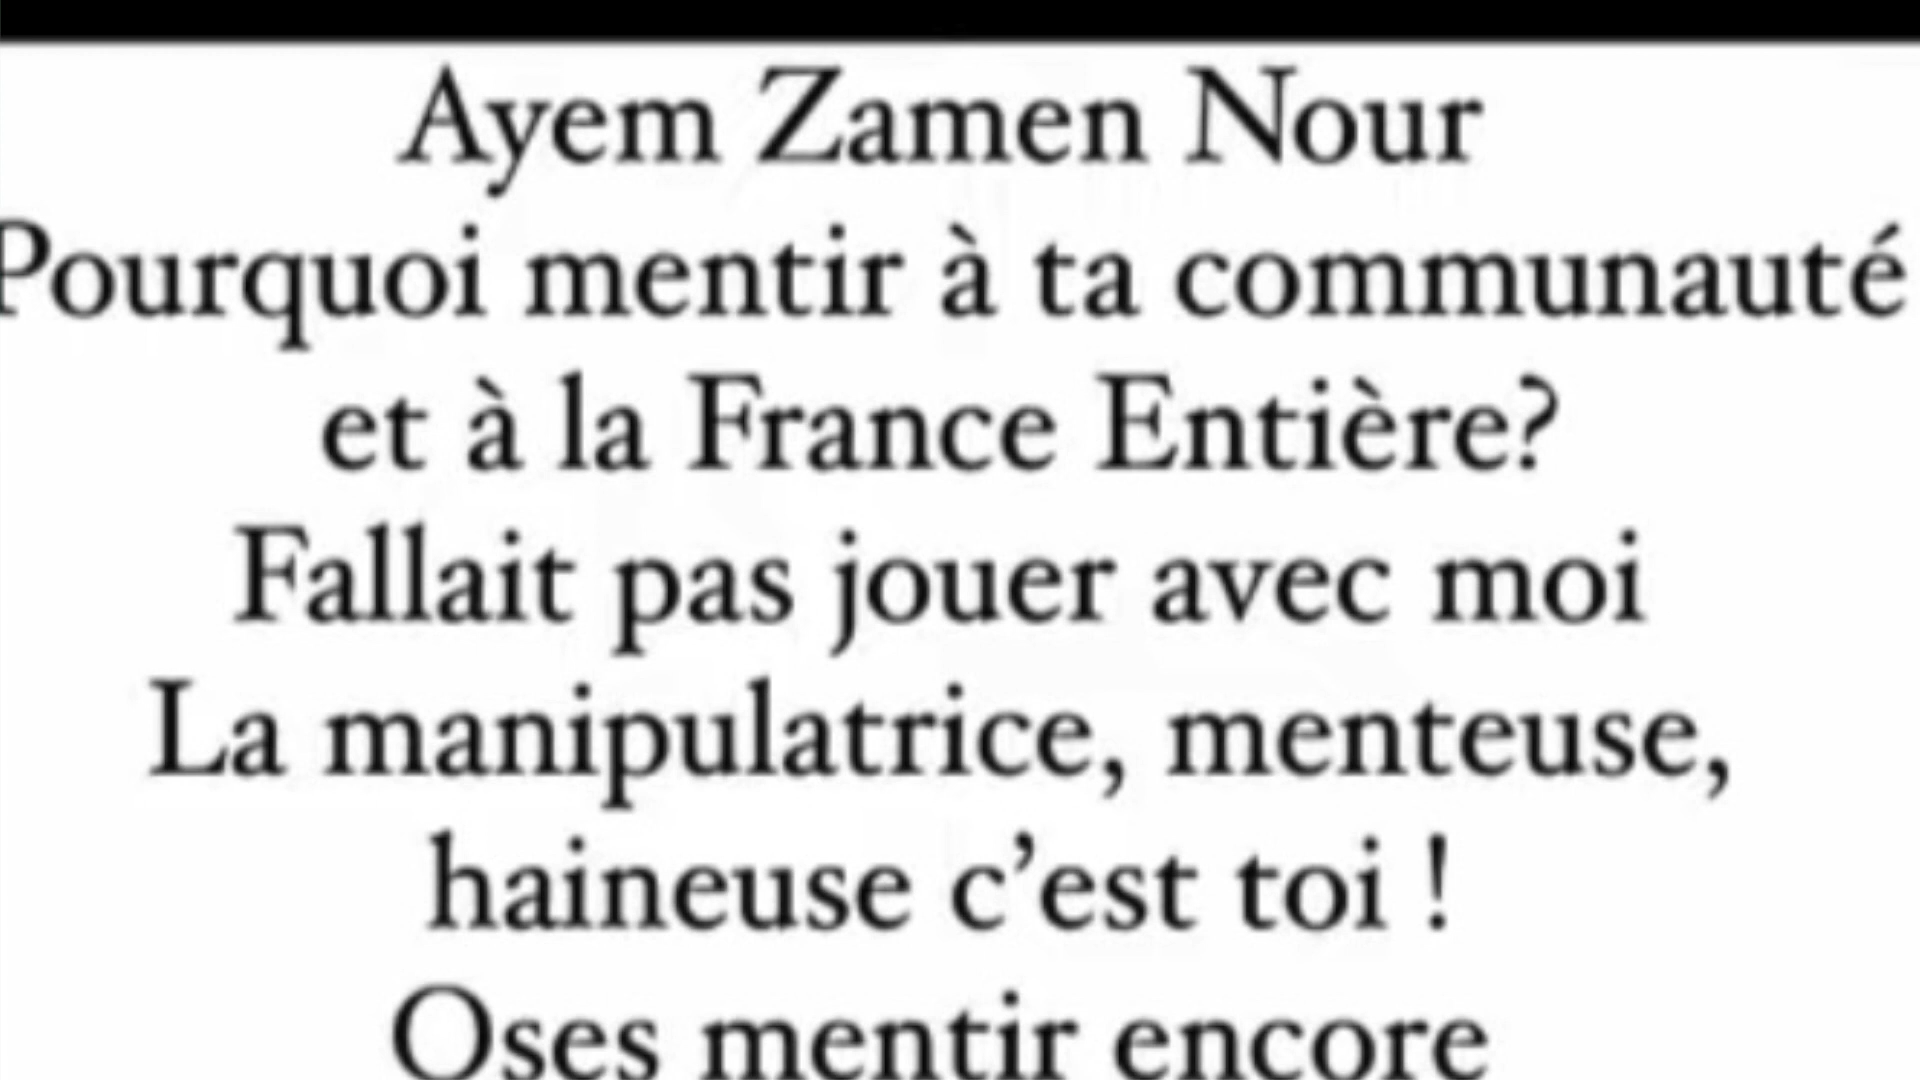 Ayem Zamen Nour
Pourquoi mentir à ta communauté
et à la France Entière?
Fallait pas jouer avec moi
La manipulatrice, menteuse,
haineuse c’est toi !
Oses mentir encore